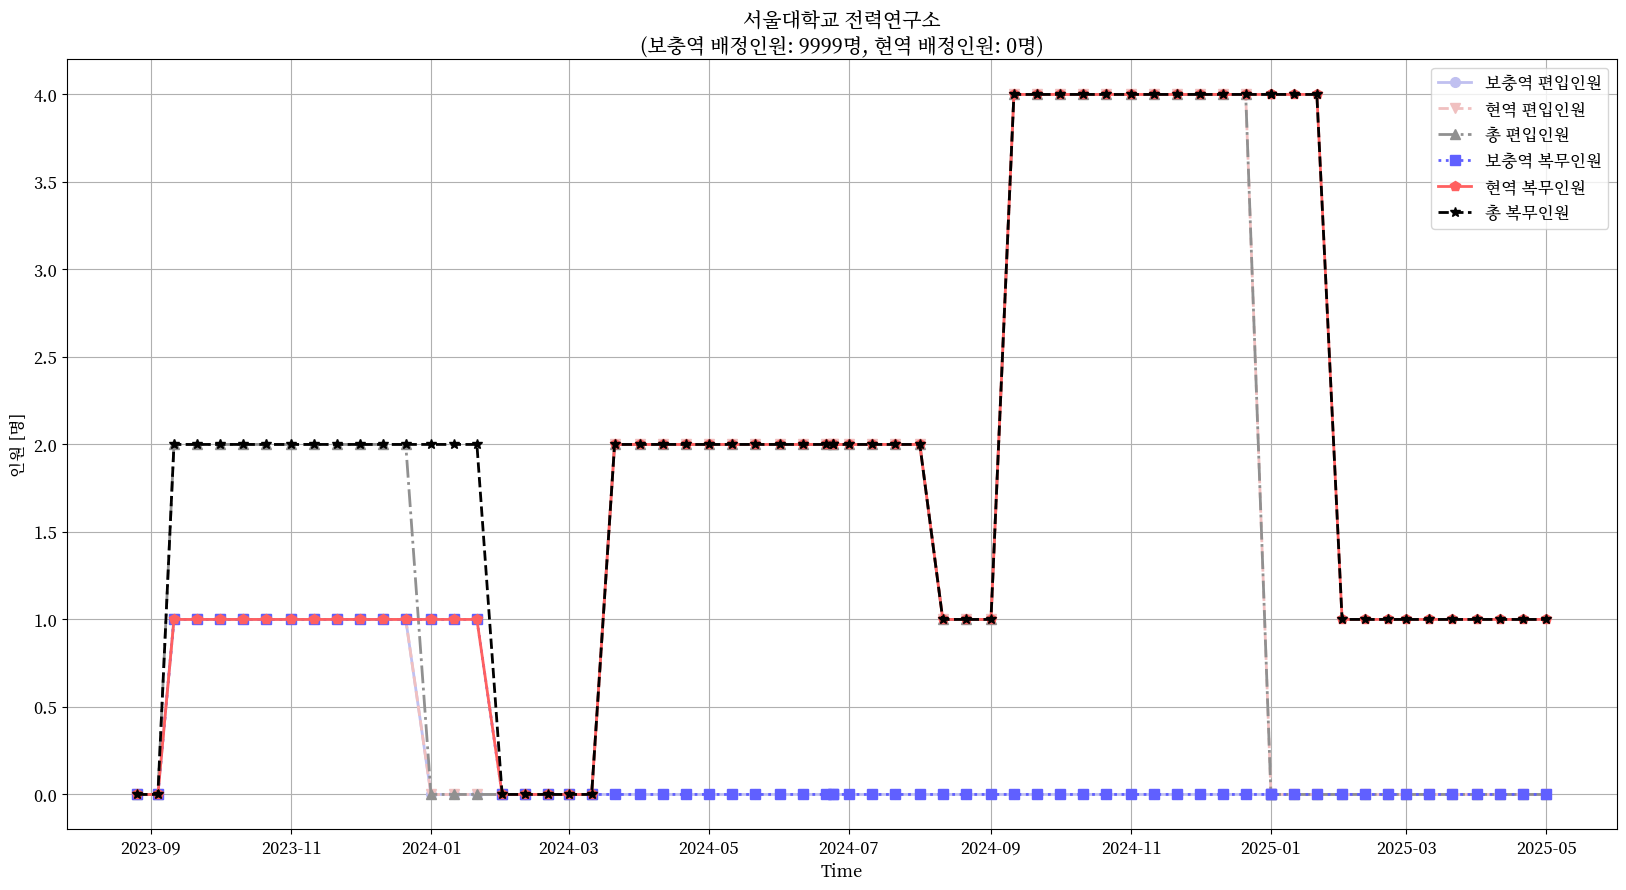 서울대학교 전력연구소
(보충역 배정인원: 9999명, 현역 배정인원: 0명)
4.0
3.5
3.0
2.5
2.0
1.5
1.0
0.5
0.0
인원 [명]
보충역 편입인원
현역 편입인원
총 편입인원
보충역 복무인원
현역 복무인원
총 복무인원
2023-09
2023-11
2024-01
2024-03
2024-05
2024-07
2024-09
2024-11
2025-01
2025-03
2025-05
Time